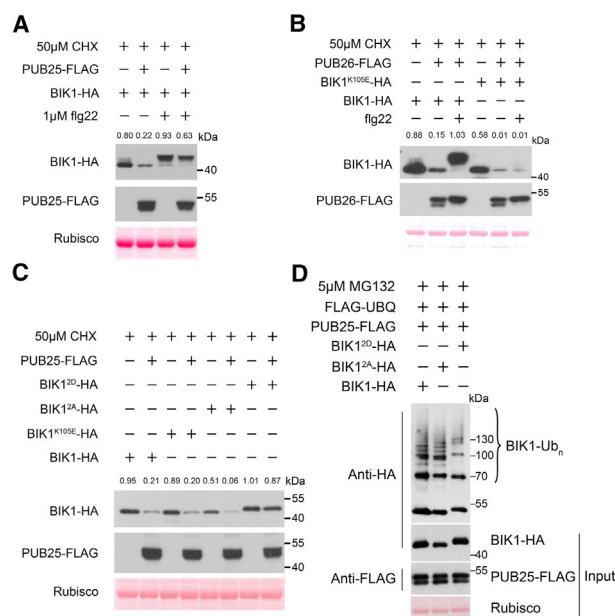 A
50μM CHX + + + +
PUB25-FLAG − + − +
BIK1-HA + + + +
1μM flg22 − − + +
0.80 0.22 0.93 0.63 kDa
BIK1-HA
40
PUB25-FLAG
55
Rubisco
B
50μM CHX + + + + + +
PUB26-FLAG − + + − + +
BIK1K105E-HA − − − + + +
BIK1-HA + + + − − −
flg22 − − + − − +
0.88 0.15 1.03 0.58 0.01 0.01
kDa
BIK1-HA
40
PUB26-FLAG
55
C
50μM CHX + + + + + + + +
PUB25-FLAG − + − + − + − +
BIK12D-HA − − − − − − + +
BIK12A-HA − − − − + + − −
BIK1K105E-HA − − + + − − − −
BIK1-HA + + − − − − − −
0.95 0.21 0.89 0.20 0.51 0.06 1.01 0.87 kDa
BIK1-HA
55
40
PUB25-FLAG
55
40
Rubisco
D
5μM MG132 + + +
FLAG-UBQ + + +
PUB25-FLAG + + +
BIK12D-HA − − +
BIK12A-HA − + −
BIK1-HA + − −
kDa
130
100
70
55
BIK1-Ubn
Anti-HA
BIK1-HA
40
Anti-FLAG
55
PUB25-FLAG
Input
Rubisco